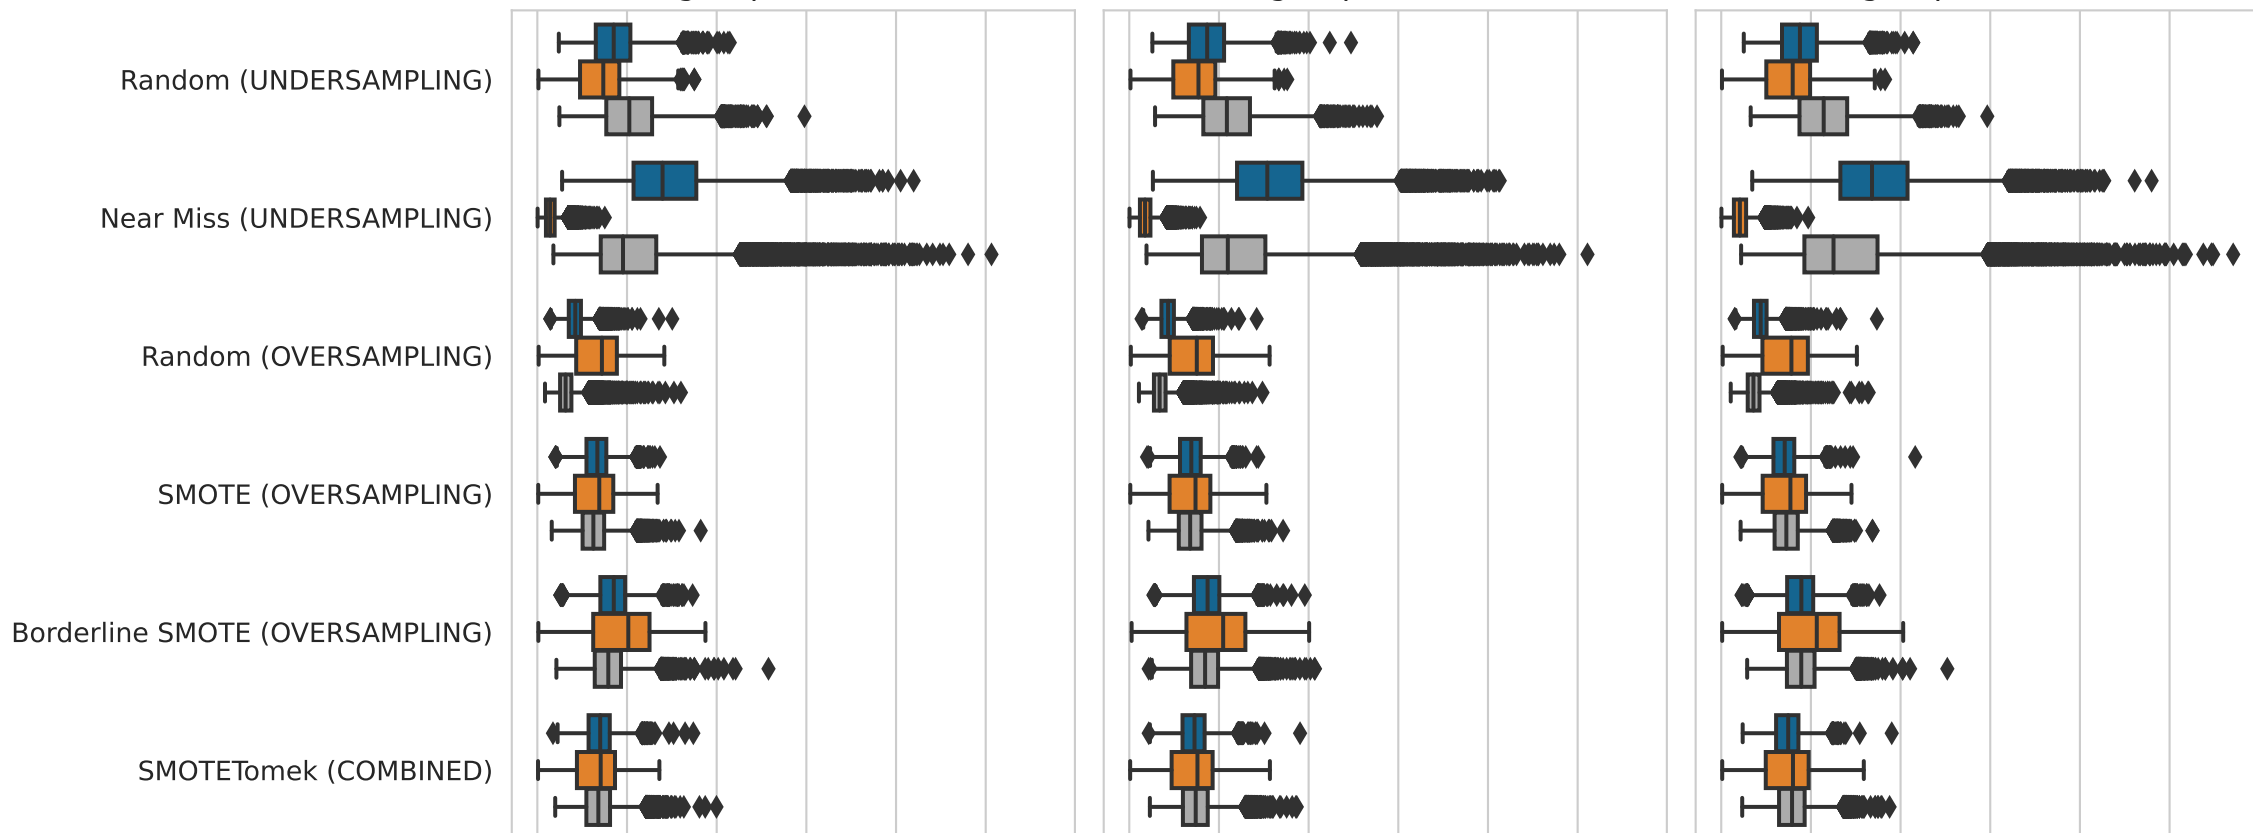 Random (UNDERSAMPLING)
Near Miss (UNDERSAMPLING)
Random (OVERSAMPLING)
SMOTE (OVERSAMPLING)
Borderline SMOTE (OVERSAMPLING)
SMOTETomek (COMBINED)